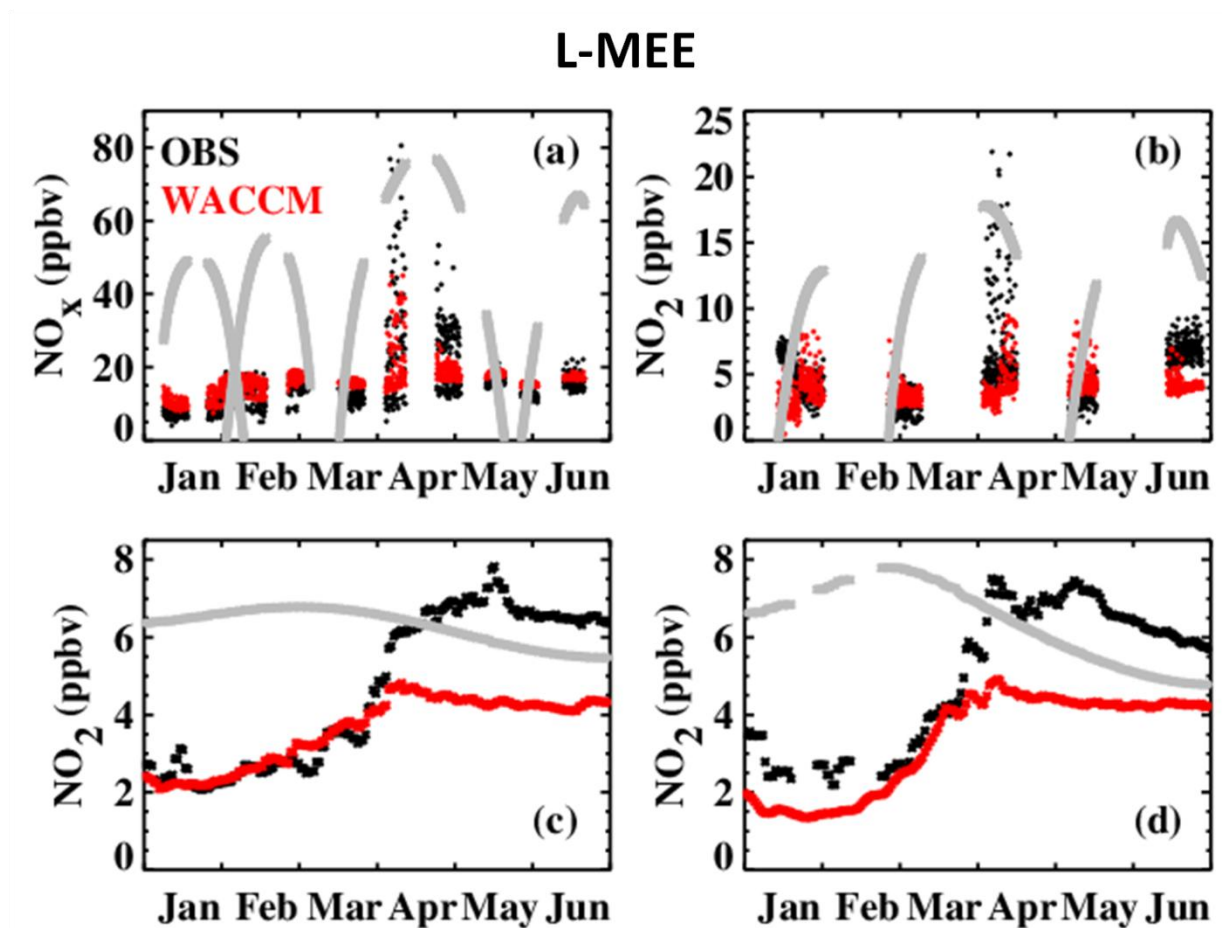 L-MEE
OBS
WACCM
(a)
NOx (ppbv)
80
60
40
20
0
Jan Feb Mar Apr May Jun
(b)
NO2 (ppbv)
25
20
15
10
5
0
Jan Feb Mar Apr May Jun
(c)
NO2 (ppbv)
8
6
4
2
0
Jan Feb Mar Apr May Jun
(d)
NO2 (ppbv)
8
6
4
2
0
Jan Feb Mar Apr May Jun